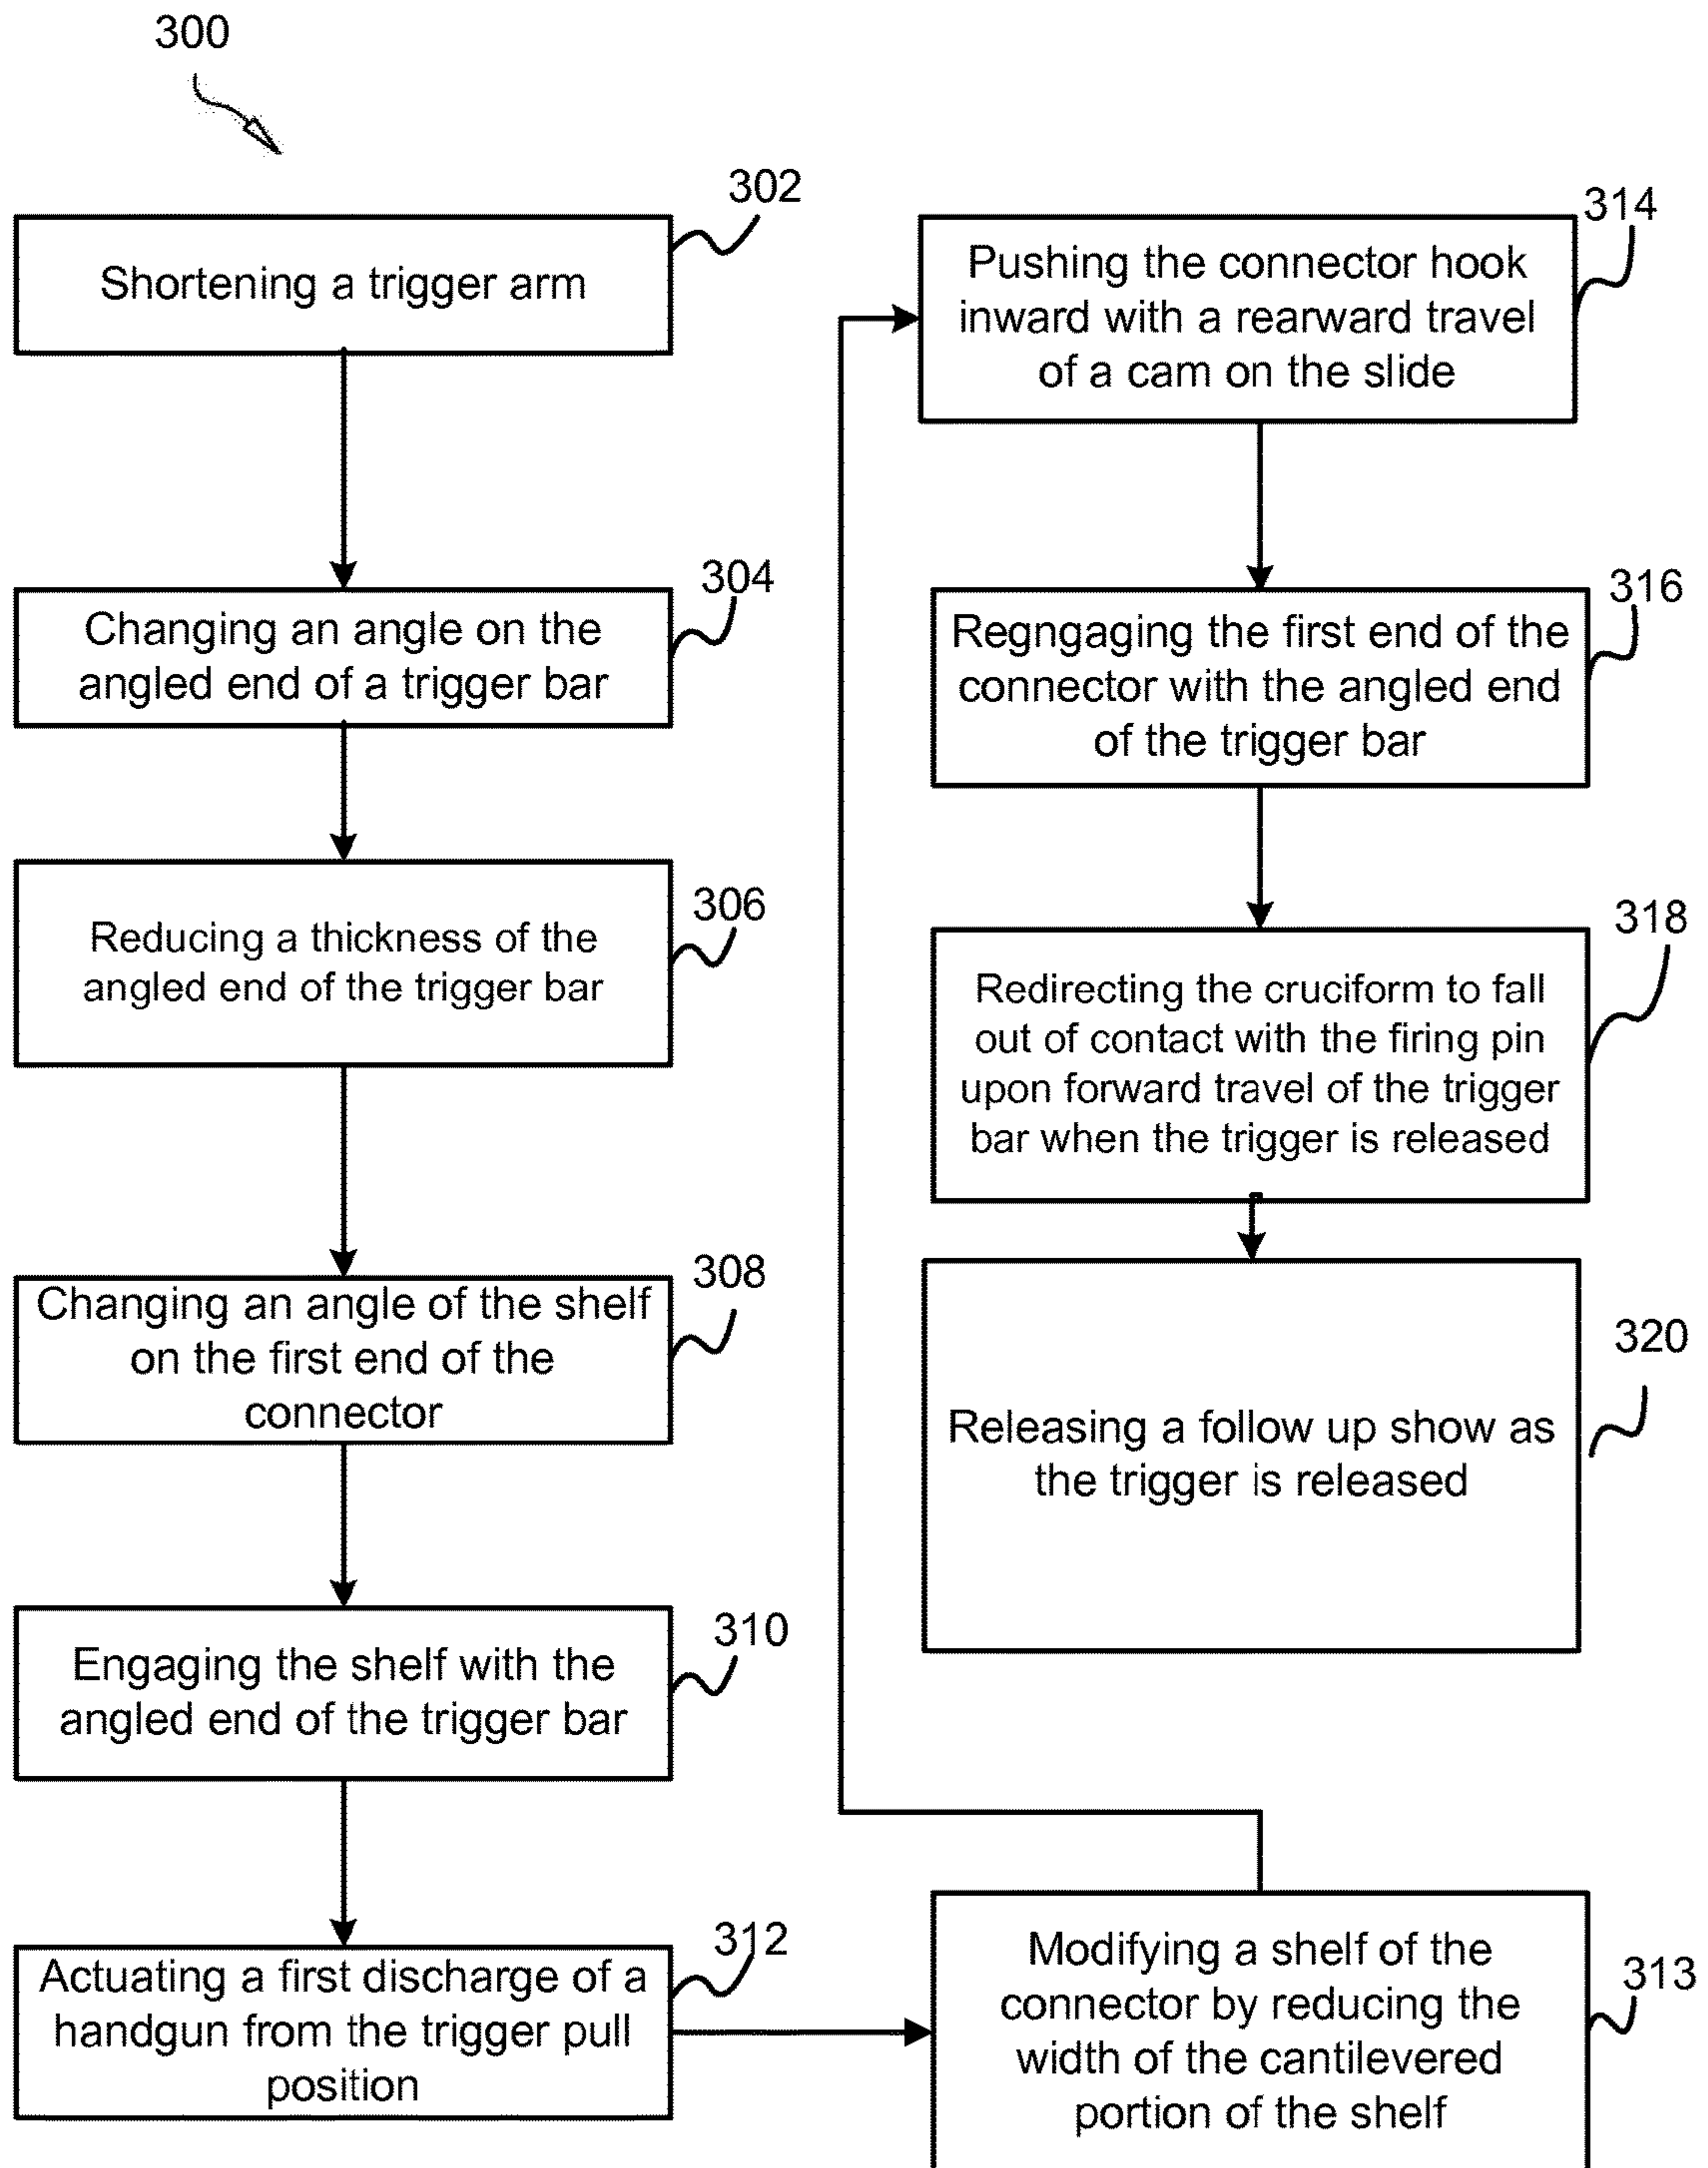 300
302
Shortening a trigger arm
304
Changing an angle on the
angled end of a trigger bar
306
Reducing a thickness of the
angled end of the trigger bar
308
Changing an angle of the shelf
on the first end of the
connector
310
Engaging the shelf with the
angled end of the trigger bar
312
Actuating a first discharge of a
handgun from the trigger pull
position
313
Modifying a shelf of the
connector by reducing the
width of the cantilevered
portion of the shelf
314
Pushing the connector hook
inward with a rearward travel
of a cam on the slide
316
Regngaging the first end of the
connector with the angled end
of the trigger bar
318
Redirecting the cruciform to fall
out of contact with the firing pin
upon forward travel of the trigger
bar when the trigger is released
320
Releasing a follow up show as
the trigger is released